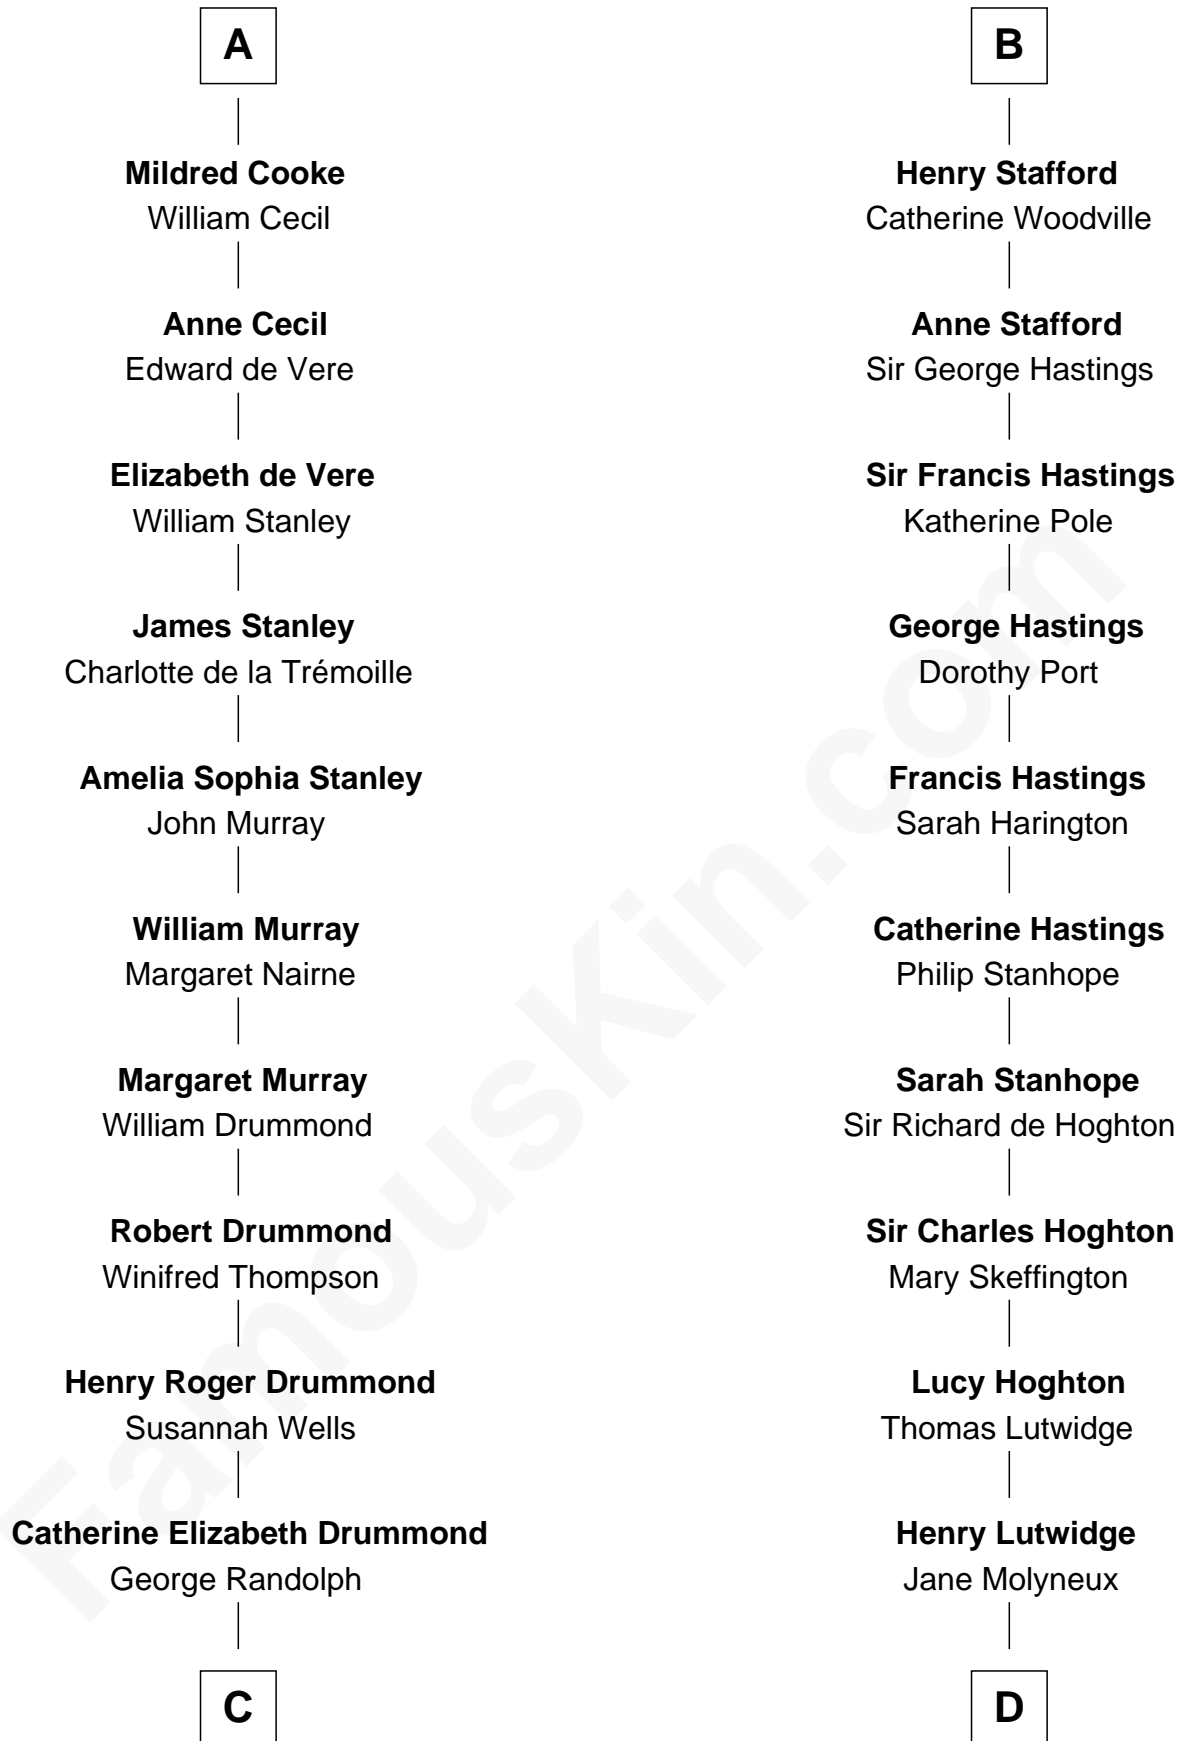 A
Mildred Cooke
William Cecil
Anne Cecil
Edward de Vere
Elizabeth de Vere
William Stanley
James Stanley
Charlotte de la Trémoille
Amelia Sophia Stanley
John Murray
William Murray
Margaret Nairne
Margaret Murray
William Drummond
Robert Drummond
Winifred Thompson
Henry Roger Drummond
Susannah Wells
Catherine Elizabeth Drummond
George Randolph
C
B
Henry Stafford
Catherine Woodville
Anne Stafford
Sir George Hastings
Sir Francis Hastings
Katherine Pole
George Hastings
Dorothy Port
Francis Hastings
Sarah Harington
Catherine Hastings
Philip Stanhope
Sarah Stanhope
Sir Richard de Hoghton
Sir Charles Hoghton
Mary Skeffington
Lucy Hoghton
Thomas Lutwidge
Henry Lutwidge
Jane Molyneux
D
FamousKin.com